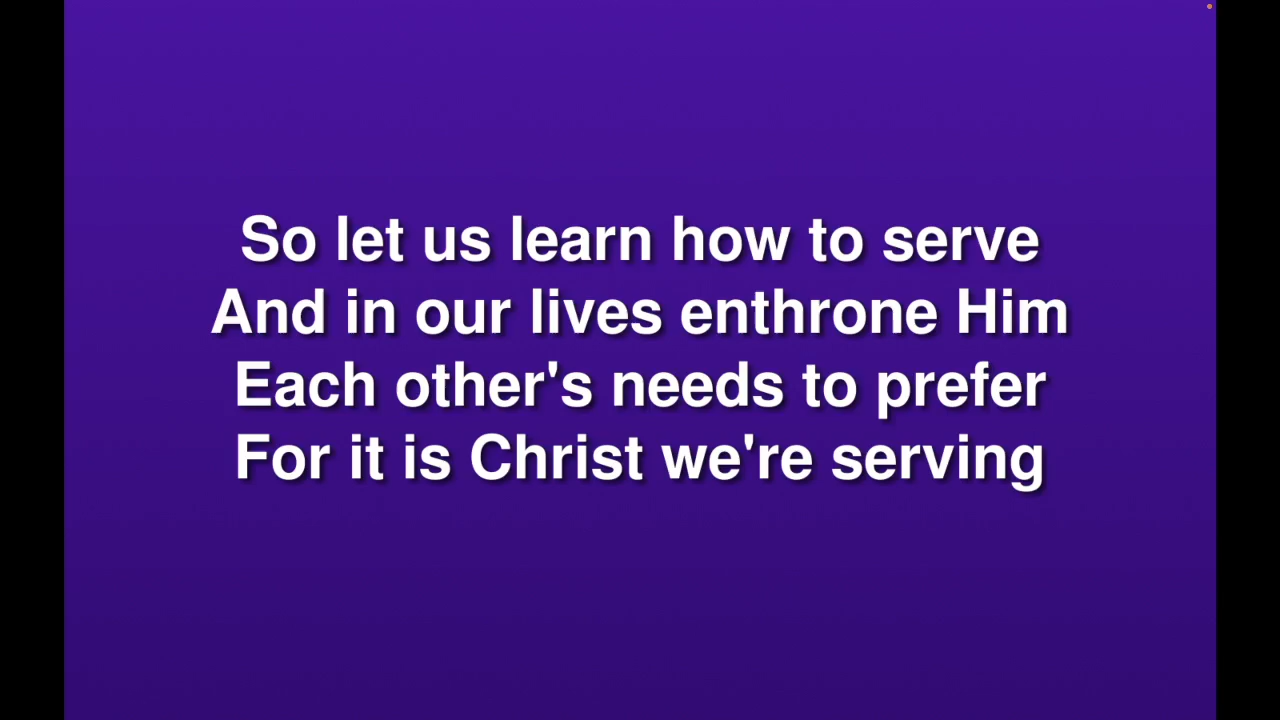 So let us learn how to serve
And in our lives enthrone Him
Each other's needs to prefer
For it is Christ we're serving